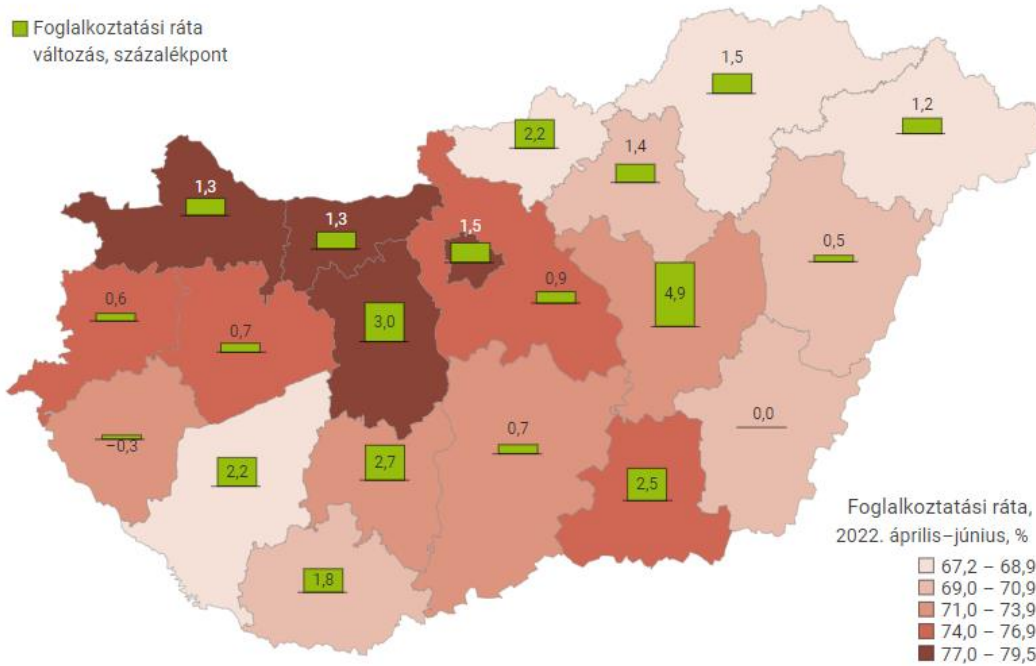 Foglalkoztatási ráta
változás, százalékpont
1,5
1,2
2,2
1,4
1,3
1,3
1,5
0,5
0,9
4,9
0,6
0,7
3,0
0,0
−0,3
2,2
2,7
0,7
2,5
1,8
Foglalkoztatási ráta,
2022. április–június, %
67,2 – 68,9
69,0 – 70,9
71,0 – 73,9
74,0 – 76,9
77,0 – 79,5